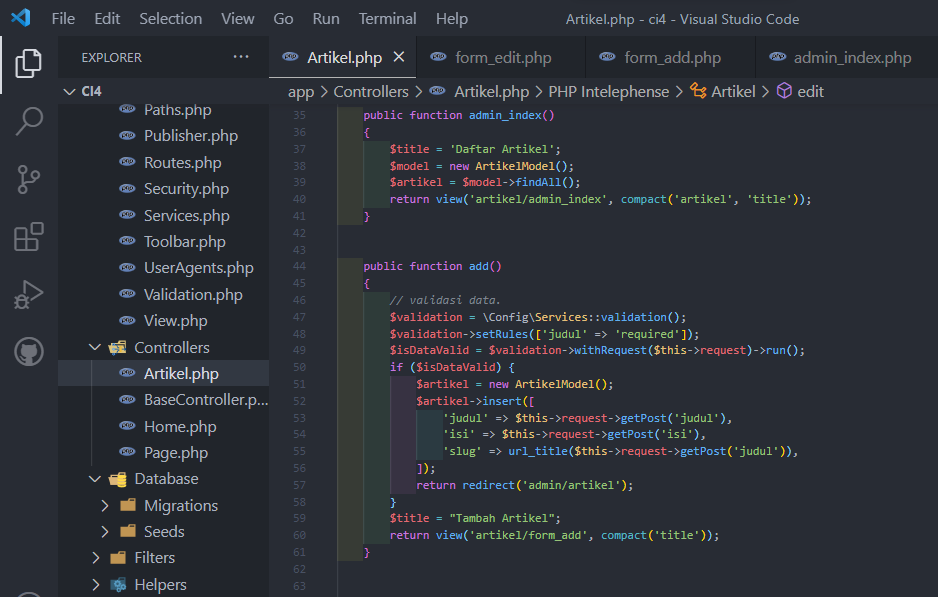 File Edit Selection View Go Run Terminal Help Artikel.php - ci4 - Visual Studio Code
EXPLORER ···
Artikel.php × form_edit.php form_add.php admin_index.php
CI4
app > Controllers > Artikel.php > PHP Intelephense > Artikel > edit
Paths.php
Publisher.php
Routes.php
Security.php
Services.php
Toolbar.php
UserAgents.php
Validation.php
View.php
Controllers
Artikel.php
BaseController.p...
Home.php
Page.php
Database
Migrations
Seeds
Filters
Helpers
35 public function admin_index()
36 {
37 $title = 'Daftar Artikel';
38 $model = new ArtikelModel();
39 $artikel = $model->findAll();
40 return view('artikel/admin_index', compact('artikel', 'title'));
41 }
42
43
44 public function add()
45 {
46 // validasi data.
47 $validation = \Config\Services::validation();
48 $validation->setRules(['judul' => 'required']);
49 $isDataValid = $validation->withRequest($this->request)->run();
50 if ($isDataValid) {
51 $artikel = new ArtikelModel();
52 $artikel->insert([
53 'judul' => $this->request->getPost('judul'),
54 'isi' => $this->request->getPost('isi'),
55 'slug' => url_title($this->request->getPost('judul')),
56 ]);
57 return redirect('admin/artikel');
58 }
59 $title = "Tambah Artikel";
60 return view('artikel/form_add', compact('title'));
61 }
62
63